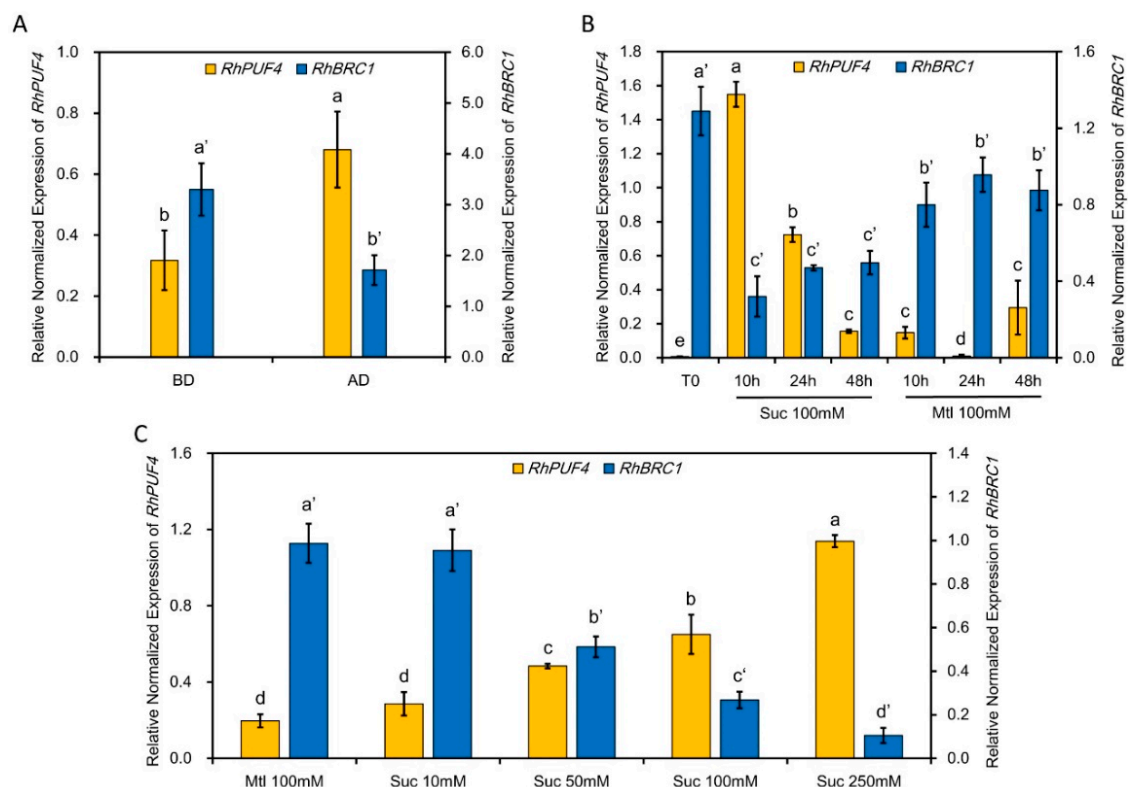 A
Relative Normalized Expression of RhPUF4
1.0
0.8
0.6
0.4
0.2
0.0
RhPUF4 RhBRC1
b a’ a b’
BD AD
6.0
5.0
4.0
3.0
2.0
1.0
0.0
Relative Normalized Expression of RhBRC1
B
Relative Normalized Expression of RhPUF4
1.8
1.6
1.4
1.2
1.0
0.8
0.6
0.4
0.2
0.0
RhPUF4 RhBRC1
e a’ a c’ b c’ c c’ c b’ d b’ c b’
T0 10h 24h 48h 10h 24h 48h
Suc 100mM Mtl 100mM
1.6
1.2
0.8
0.4
0.0
Relative Normalized Expression of RhBRC1
C
Relative Normalized Expression of RhPUF4
1.6
1.2
0.8
0.4
0.0
RhPUF4 RhBRC1
d a’ d a’ c b’ b c‘ a d’
Mtl 100mM Suc 10mM Suc 50mM Suc 100mM Suc 250mM
1.4
1.2
1.0
0.8
0.6
0.4
0.2
0.0
Relative Normalized Expression of RhBRC1